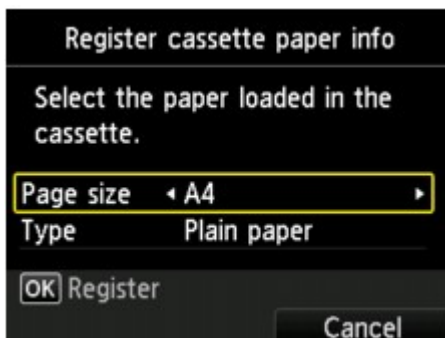 Register cassette paper info
Select the paper loaded in the
cassette.
Page size A4
Type Plain paper
OK Register
Cancel